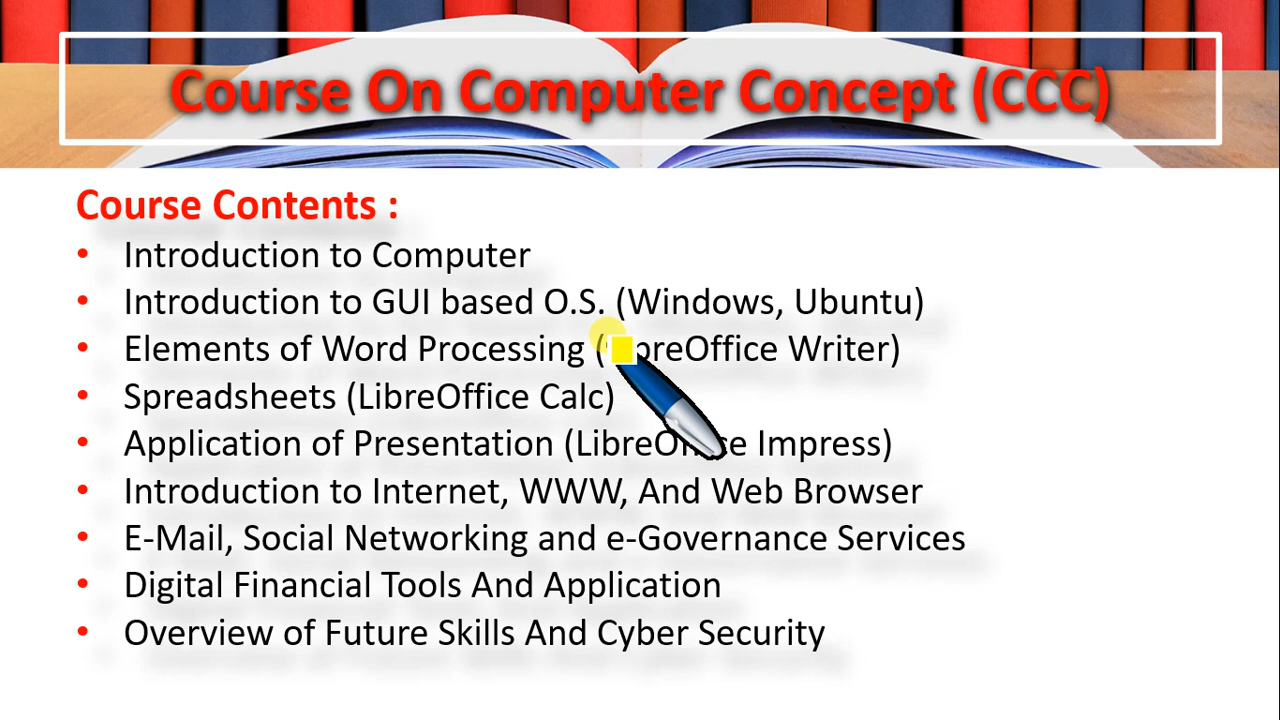 Course On Computer Concept (CCC)
Course Contents :
• Introduction to Computer
• Introduction to GUI based O.S. (Windows, Ubuntu)
• Elements of Word Processing (LibreOffice Writer)
• Spreadsheets (LibreOffice Calc)
• Application of Presentation (LibreOffice Impress)
• Introduction to Internet, WWW, And Web Browser
• E-Mail, Social Networking and e-Governance Services
• Digital Financial Tools And Application
• Overview of Future Skills And Cyber Security